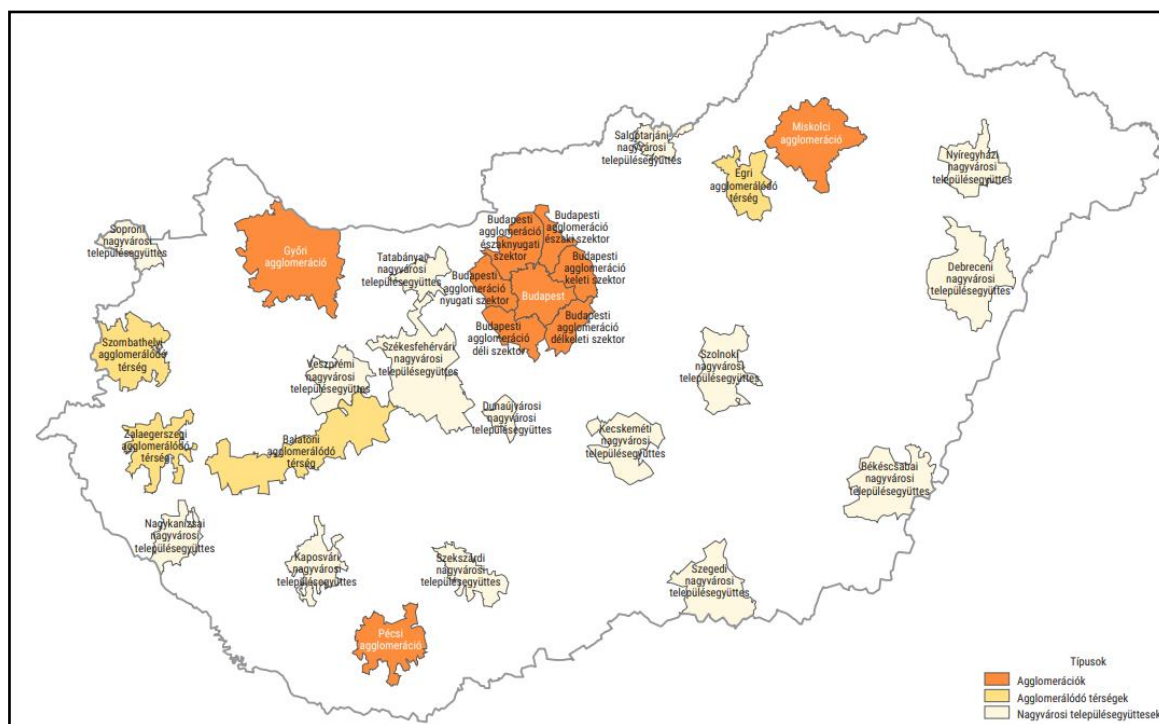 Salgótarjáni
nagyvárosi
településegyüttes
Miskolci
agglomeráció
Nyíregyházi
nagyvárosi
településegyüttes
Egri
agglomerálódó
térség
Soproni
nagyvárosi
településegyüttes
Győri
agglomeráció
Tatabányai
nagyvárosi
településegyüttes
Budapesti
agglomeráció
északnyugati
szektor
Budapesti
agglomeráció
északi szektor
Budapesti
agglomeráció
keleti szektor
Budapesti
agglomeráció
nyugati szektor
Budapest
Budapesti
agglomeráció
déli szektor
Budapesti
agglomeráció
délkeleti szektor
Debreceni
nagyvárosi
településegyüttes
Szombathelyi
agglomerálódó
térség
Veszprémi
nagyvárosi
településegyüttes
Székesfehérvári
nagyvárosi
településegyüttes
Szolnoki
nagyvárosi
településegyüttes
Dunaújvárosi
nagyvárosi
településegyüttes
Kecskeméti
nagyvárosi
településegyüttes
Zalaegerszegi
agglomerálódó
térség
Balatoni
agglomerálódó
térség
Békéscsabai
nagyvárosi
településegyüttes
Nagykanizsai
nagyvárosi
településegyüttes
Kaposvári
nagyvárosi
településegyüttes
Szekszárdi
nagyvárosi
településegyüttes
Szegedi
nagyvárosi
településegyüttes
Pécsi
agglomeráció
Típusok
Agglomerációk
Agglomerálódó térségek
Nagyvárosi településegyüttesek